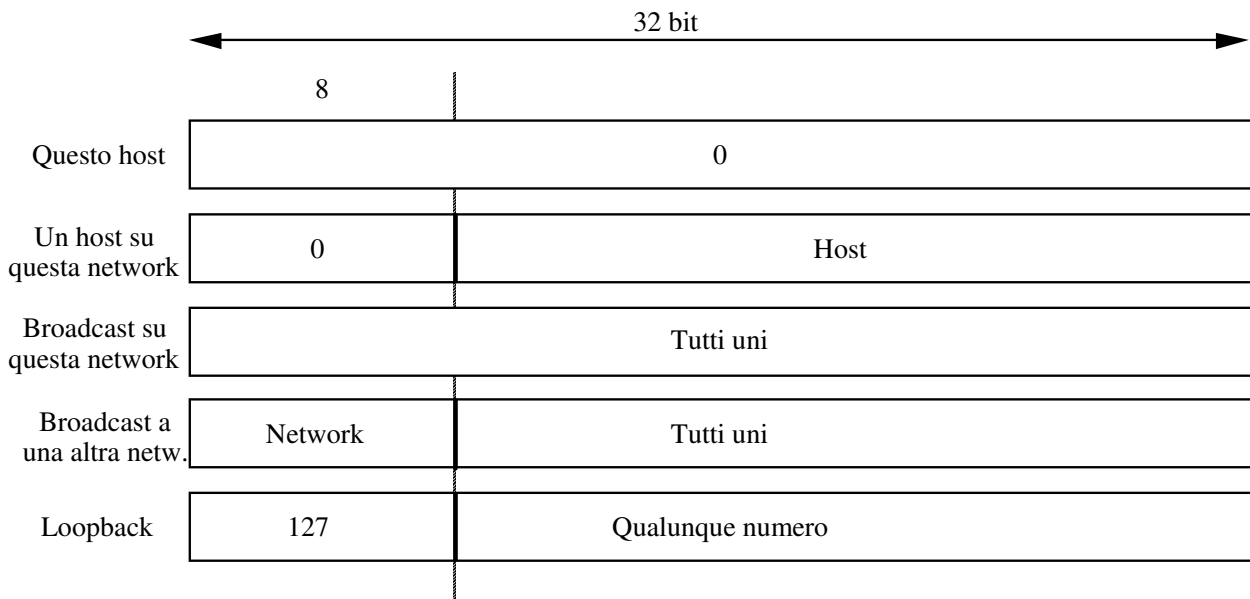 32 bit
8
Questo host
0
Un host su
questa network
0
Host
Broadcast su
questa network
Tutti uni
Broadcast a
una altra netw.
Network
Tutti uni
Loopback
127
Qualunque numero